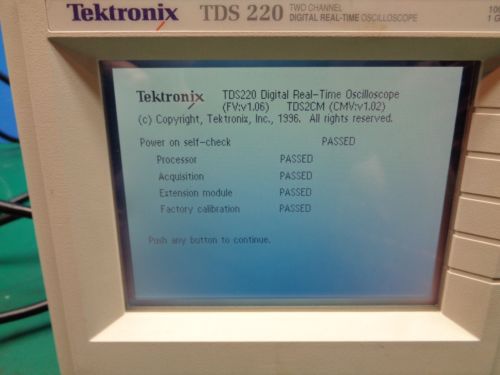 Tektronix TDS 220 TWO CHANNEL
DIGITAL REAL-TIME OSCILLOSCOPE
Tektronix TDS220 Digital Real-Time Oscilloscope
(FV:v1.06) TDS2CM (CMV:v1.02)
(c) Copyright, Tektronix, Inc., 1996. All rights reserved.
Power on self-check PASSED
Processor PASSED
Acquisition PASSED
Extension module PASSED
Factory calibration PASSED
Push any button to continue.